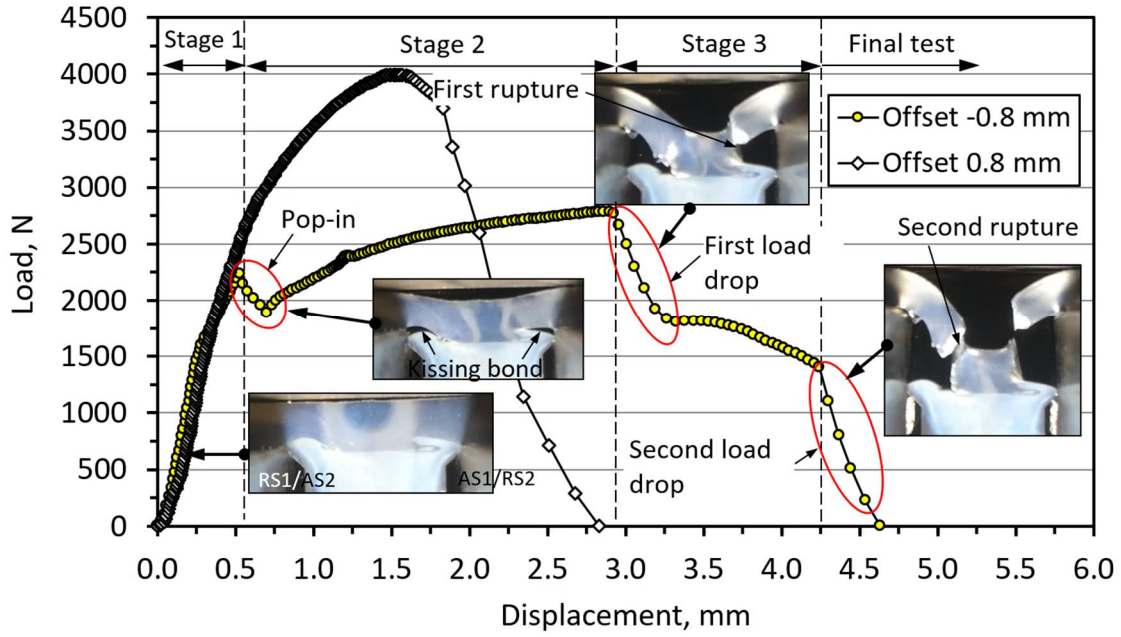 4500
4000
3500
3000
2500
2000
1500
1000
500
0
Load, N
Stage 1
Stage 2
Stage 3
Final test
First rupture
Offset -0.8 mm
Offset 0.8 mm
Pop-in
First load
drop
Second rupture
Kissing bond
RS1/AS2
AS1/RS2
Second load
drop
0.0 0.5 1.0 1.5 2.0 2.5 3.0 3.5 4.0 4.5 5.0 5.5 6.0
Displacement, mm